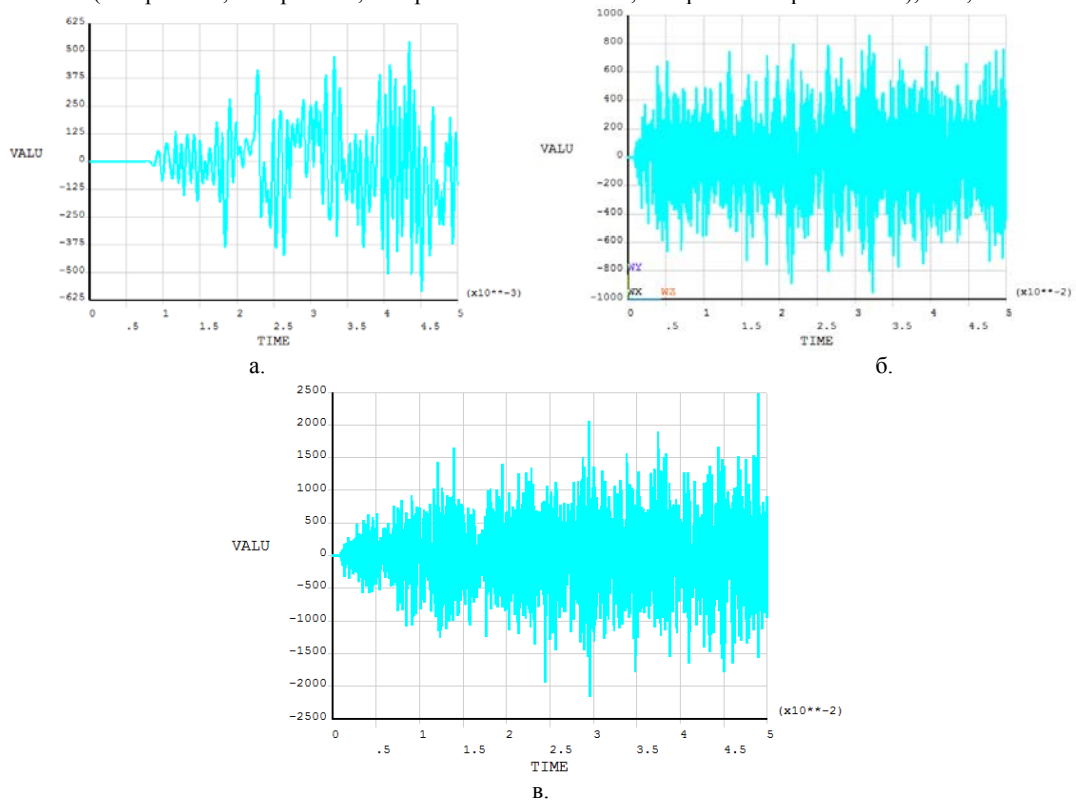 625
500
375
250
125
0
-125
-250
-375
-500
-625
VALU
(x10**-3)
0 1 2 3 4 5
.5 1.5 2.5 3.5 4.5
TIME
а.
1000
800
600
400
200
0
-200
-400
-600
-800
-1000
VALU
WY
WX WZ
(x10**-2)
0 1 2 3 4 5
.5 1.5 2.5 3.5 4.5
TIME
б.
2500
2000
1500
1000
500
0
-500
-1000
-1500
-2000
-2500
VALU
(x10**-2)
0 1 2 3 4 5
.5 1.5 2.5 3.5 4.5
TIME
в.